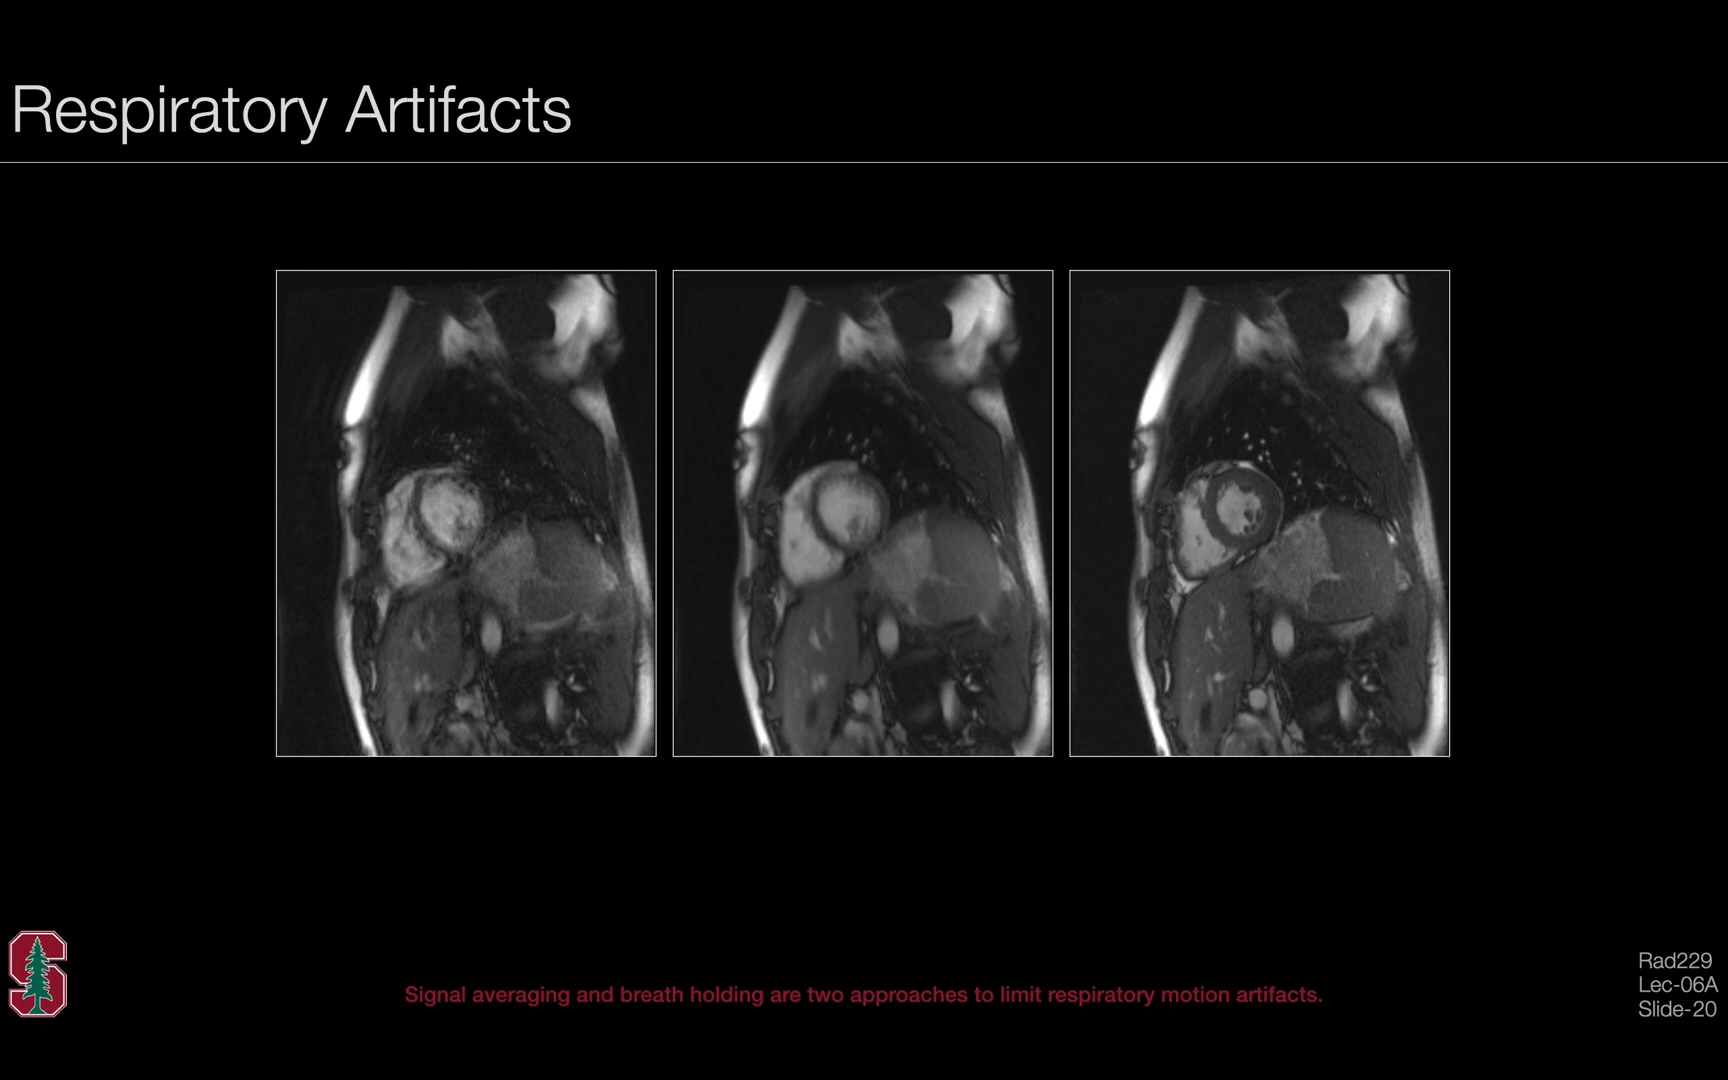 Respiratory Artifacts
Signal averaging and breath holding are two approaches to limit respiratory motion artifacts.
Rad229
Lec-06A
Slide-20